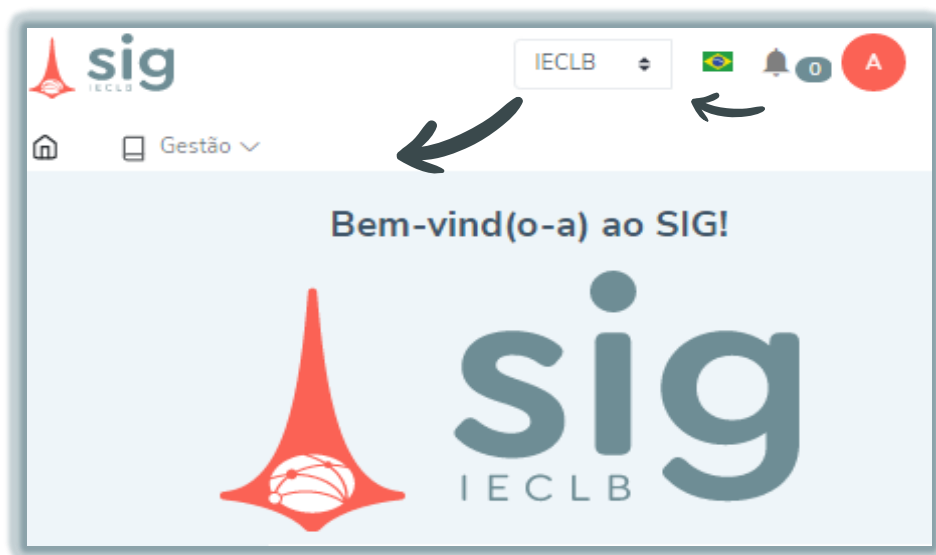 sig
IECLB
IECLB
0
A
Gestão
Bem-vind(o-a) ao SIG!
sig
IECLB